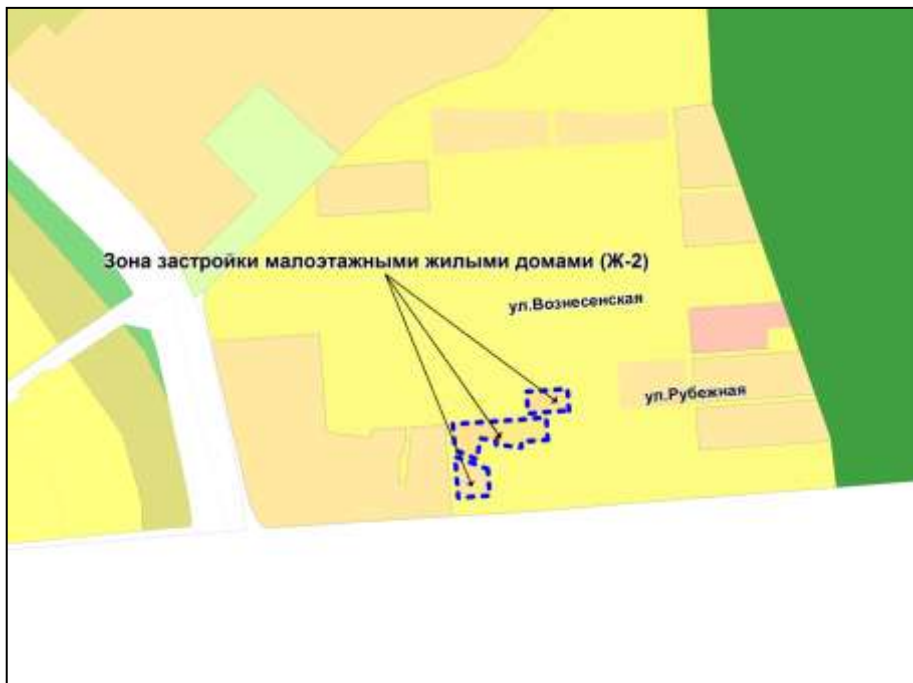 Зона застройки малоэтажными жилыми домами (Ж-2)
ул.Вознесенская
ул.Рубежная